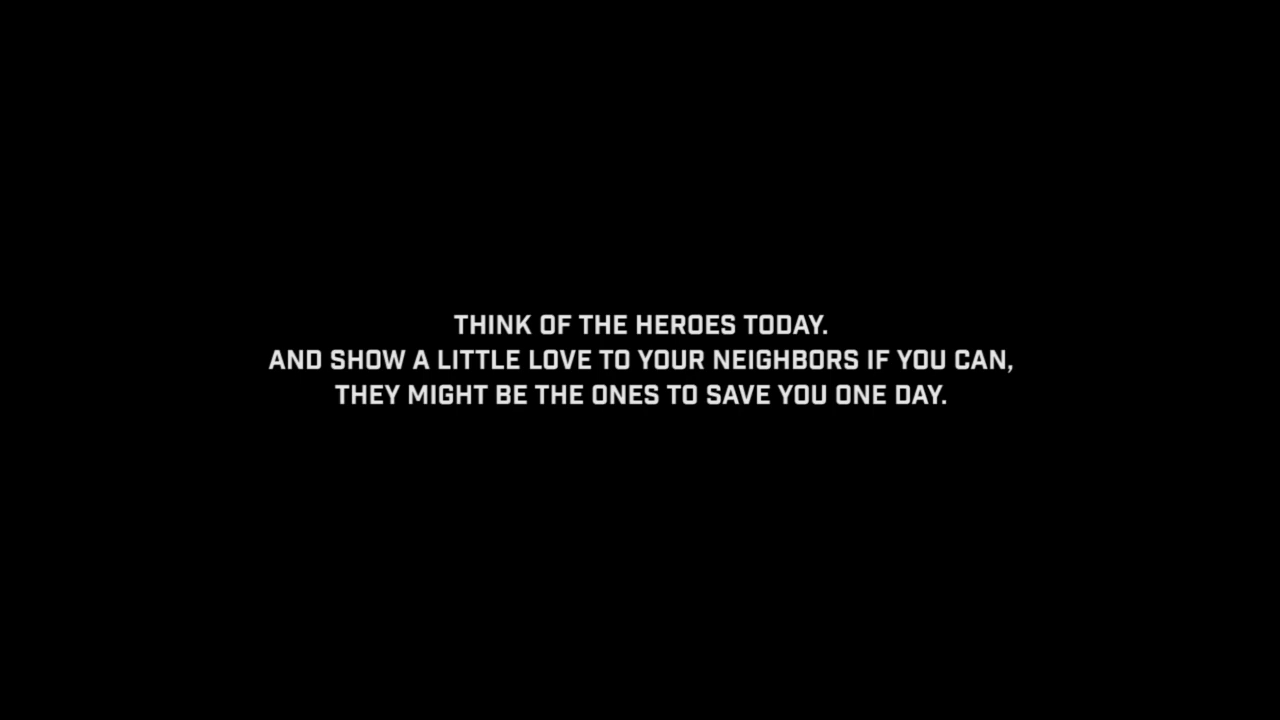 THINK OF THE HEROES TODAY.
AND SHOW A LITTLE LOVE TO YOUR NEIGHBORS IF YOU CAN,
THEY MIGHT BE THE ONES TO SAVE YOU ONE DAY.